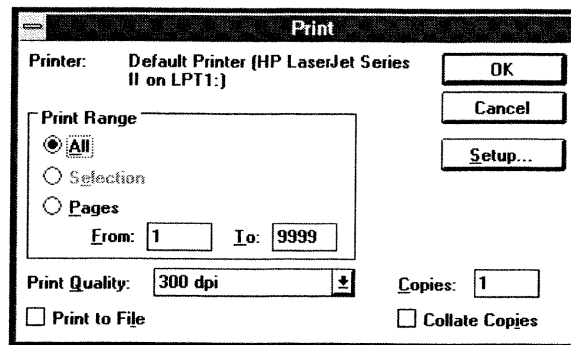 Print
Printer: Default Printer (HP LaserJet Series
II on LPT1:)
OK
Cancel
Setup...
Print Range
All
Selection
Pages
From: 1 To: 9999
Print Quality: 300 dpi
Copies: 1
Print to File
Collate Copies